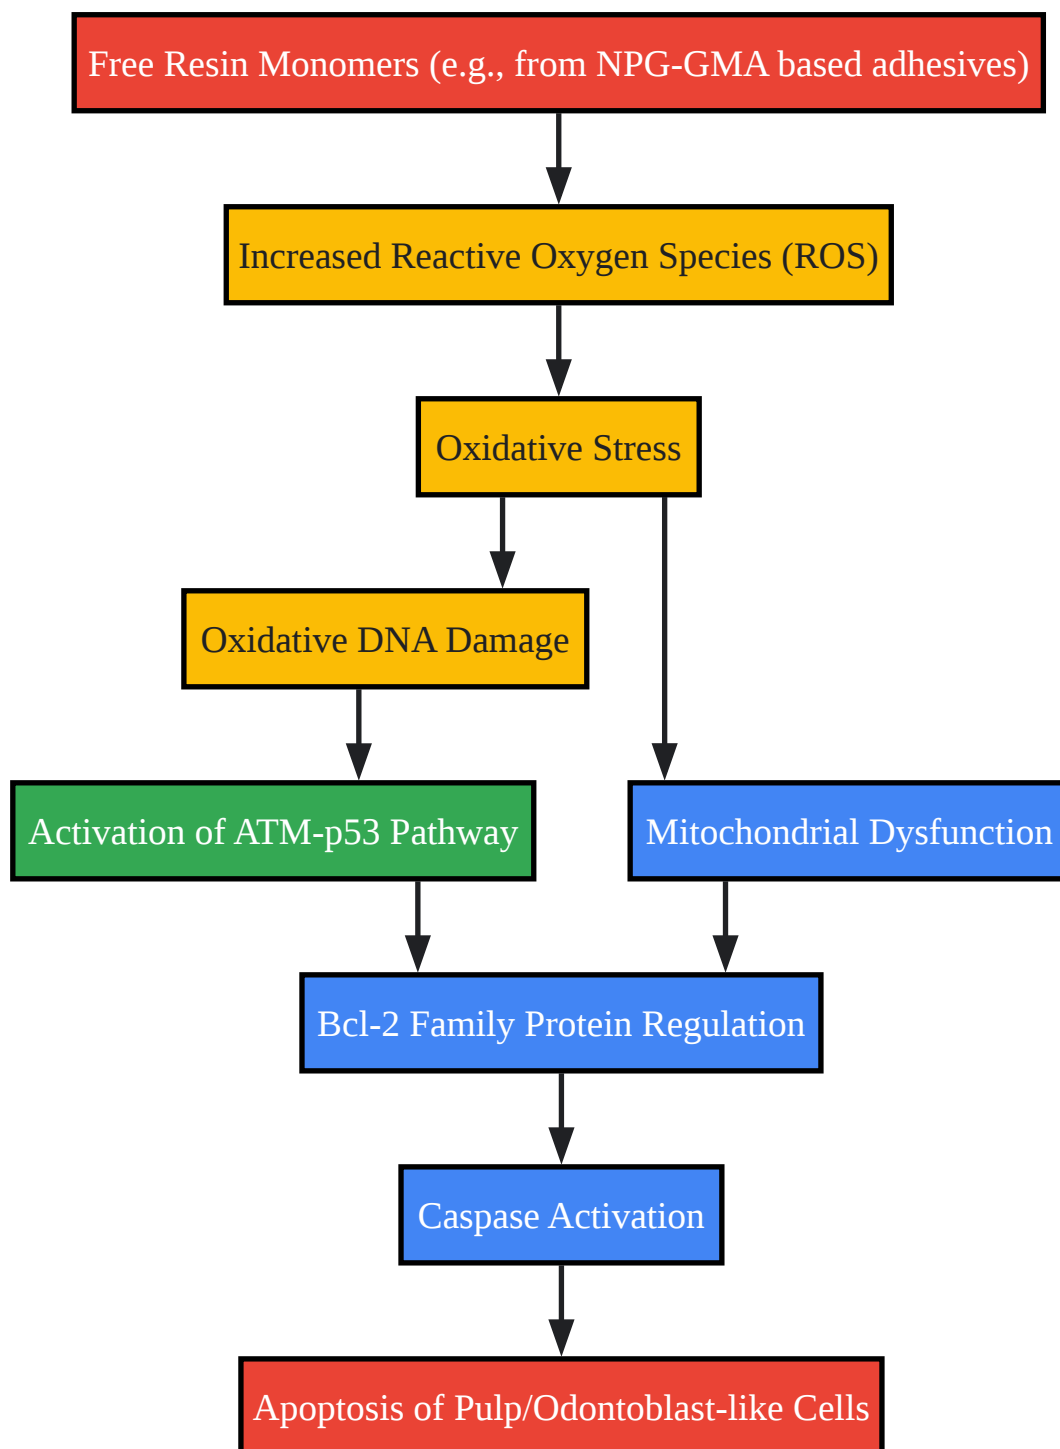 Free Resin Monomers (e.g., from NPG-GMA based adhesives)
Increased Reactive Oxygen Species (ROS)
Oxidative Stress
Oxidative DNA Damage
Activation of ATM-p53 Pathway
Mitochondrial Dysfunction
Bcl-2 Family Protein Regulation
Caspase Activation
Apoptosis of Pulp/Odontoblast-like Cells